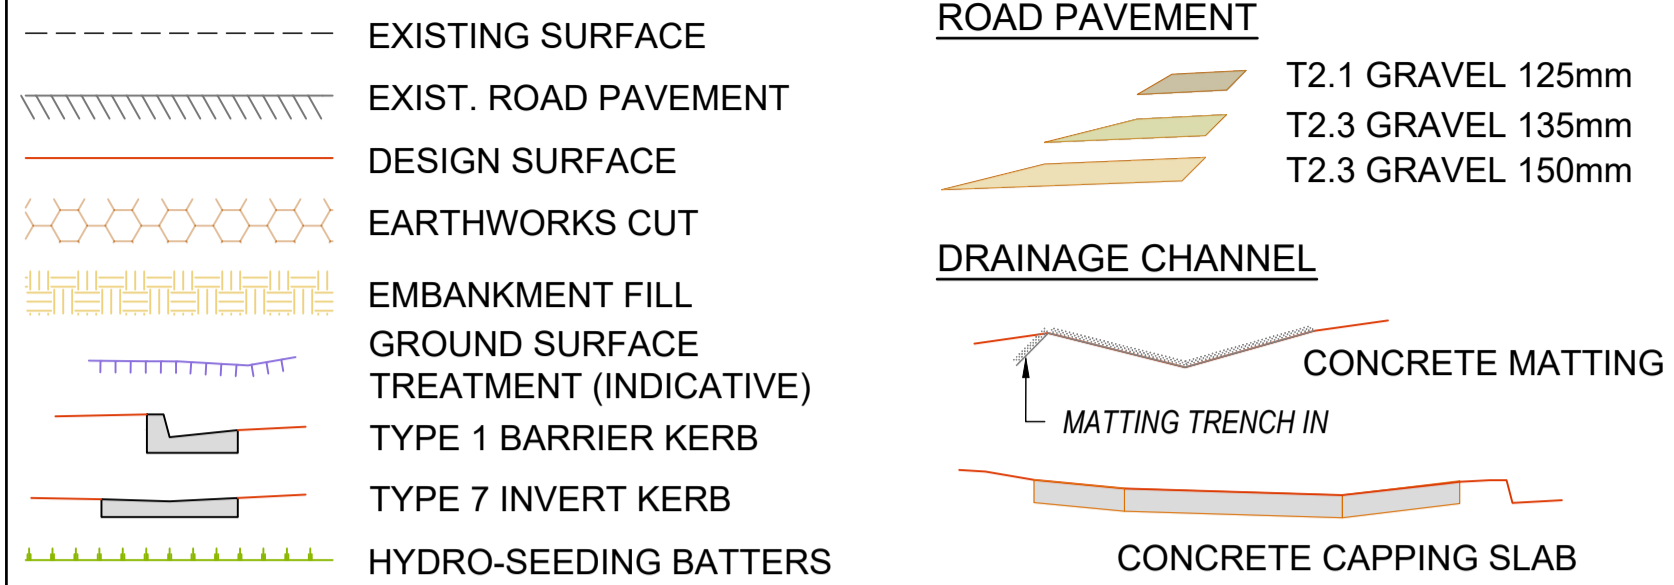 EXISTING SURFACE
EXIST. ROAD PAVEMENT
DESIGN SURFACE
EARTHWORKS CUT
EMBANKMENT FILL
GROUND SURFACE
TREATMENT (INDICATIVE)
TYPE 1 BARRIER KERB
TYPE 7 INVERT KERB
HYDRO-SEEDING BATTERS
ROAD PAVEMENT
T2.1 GRAVEL 125mm
T2.3 GRAVEL 135mm
T2.3 GRAVEL 150mm
DRAINAGE CHANNEL
CONCRETE MATTING
MATTING TRENCH IN
CONCRETE CAPPING SLAB